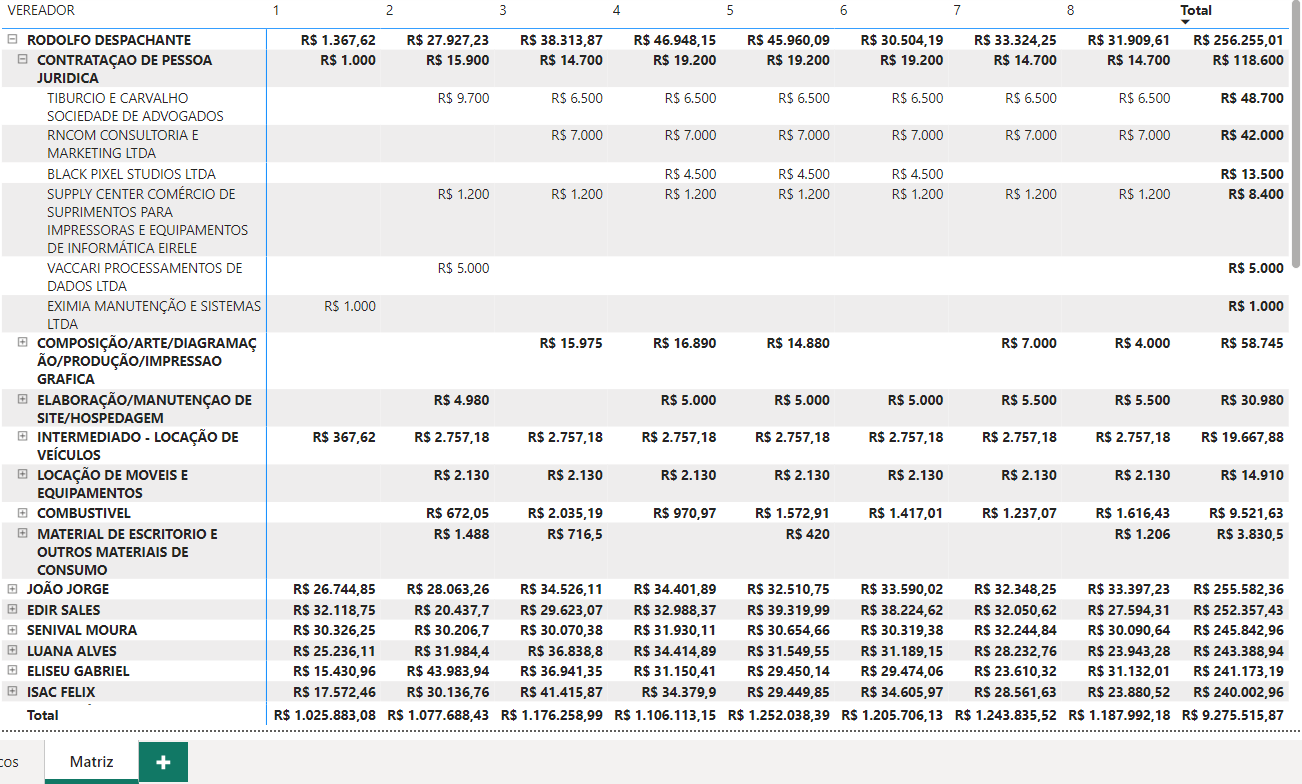 VEREADOR 1 2 3 4 5 6 7 8 Total
RODOLFO DESPACHANTE R$ 1.367,62 R$ 27.927,23 R$ 38.313,87 R$ 46.948,15 R$ 45.960,09 R$ 30.504,19 R$ 33.324,25 R$ 31.909,61 R$ 256.255,01
CONTRATAÇAO DE PESSOA R$ 1.000 R$ 15.900 R$ 14.700 R$ 19.200 R$ 19.200 R$ 19.200 R$ 14.700 R$ 14.700 R$ 118.600
JURIDICA
TIBURCIO E CARVALHO R$ 9.700 R$ 6.500 R$ 6.500 R$ 6.500 R$ 6.500 R$ 6.500 R$ 6.500 R$ 48.700
SOCIEDADE DE ADVOGADOS
RNCOM CONSULTORIA E R$ 7.000 R$ 7.000 R$ 7.000 R$ 7.000 R$ 7.000 R$ 7.000 R$ 42.000
MARKETING LTDA
BLACK PIXEL STUDIOS LTDA R$ 4.500 R$ 4.500 R$ 4.500 R$ 13.500
SUPPLY CENTER COMÉRCIO DE R$ 1.200 R$ 1.200 R$ 1.200 R$ 1.200 R$ 1.200 R$ 1.200 R$ 1.200 R$ 8.400
SUPRIMENTOS PARA
IMPRESSORAS E EQUIPAMENTOS
DE INFORMÁTICA EIRELE
VACCARI PROCESSAMENTOS DE R$ 5.000 R$ 5.000
DADOS LTDA
EXIMIA MANUTENÇÃO E SISTEMAS R$ 1.000 R$ 1.000
LTDA
COMPOSIÇÃO/ARTE/DIAGRAMAÇ R$ 15.975 R$ 16.890 R$ 14.880 R$ 7.000 R$ 4.000 R$ 58.745
ÃO/PRODUÇÃO/IMPRESSAO
GRAFICA
ELABORAÇÃO/MANUTENÇAO DE R$ 4.980 R$ 5.000 R$ 5.000 R$ 5.000 R$ 5.500 R$ 5.500 R$ 30.980
SITE/HOSPEDAGEM
INTERMEDIADO - LOCAÇÃO DE R$ 367,62 R$ 2.757,18 R$ 2.757,18 R$ 2.757,18 R$ 2.757,18 R$ 2.757,18 R$ 2.757,18 R$ 2.757,18 R$ 19.667,88
VEÍCULOS
LOCAÇÃO DE MOVEIS E R$ 2.130 R$ 2.130 R$ 2.130 R$ 2.130 R$ 2.130 R$ 2.130 R$ 2.130 R$ 14.910
EQUIPAMENTOS
COMBUSTIVEL R$ 672,05 R$ 2.035,19 R$ 970,97 R$ 1.572,91 R$ 1.417,01 R$ 1.237,07 R$ 1.616,43 R$ 9.521,63
MATERIAL DE ESCRITORIO E R$ 1.488 R$ 716,5 R$ 420 R$ 1.206 R$ 3.830,5
OUTROS MATERIAIS DE
CONSUMO
JOÃO JORGE R$ 26.744,85 R$ 28.063,26 R$ 34.526,11 R$ 34.401,89 R$ 32.510,75 R$ 33.590,02 R$ 32.348,25 R$ 33.397,23 R$ 255.582,36
EDIR SALES R$ 32.118,75 R$ 20.437,7 R$ 29.623,07 R$ 32.988,37 R$ 39.319,99 R$ 38.224,62 R$ 32.050,62 R$ 27.594,31 R$ 252.357,43
SENIVAL MOURA R$ 30.326,25 R$ 30.206,7 R$ 30.070,38 R$ 31.930,11 R$ 30.654,66 R$ 30.319,38 R$ 32.244,84 R$ 30.090,64 R$ 245.842,96
LUANA ALVES R$ 25.236,11 R$ 31.984,4 R$ 36.838,8 R$ 34.414,89 R$ 31.549,55 R$ 31.189,15 R$ 28.232,76 R$ 23.943,28 R$ 243.388,94
ELISEU GABRIEL R$ 15.430,96 R$ 43.983,94 R$ 36.941,35 R$ 31.150,41 R$ 29.450,14 R$ 29.474,06 R$ 23.610,32 R$ 31.132,01 R$ 241.173,19
ISAC FELIX R$ 17.572,46 R$ 30.136,76 R$ 41.415,87 R$ 34.379,9 R$ 29.449,85 R$ 34.605,97 R$ 28.561,63 R$ 23.880,52 R$ 240.002,96
Total R$ 1.025.883,08 R$ 1.077.688,43 R$ 1.176.258,99 R$ 1.106.113,15 R$ 1.252.038,39 R$ 1.205.706,13 R$ 1.243.835,52 R$ 1.187.992,18 R$ 9.275.515,87
cos Matriz +